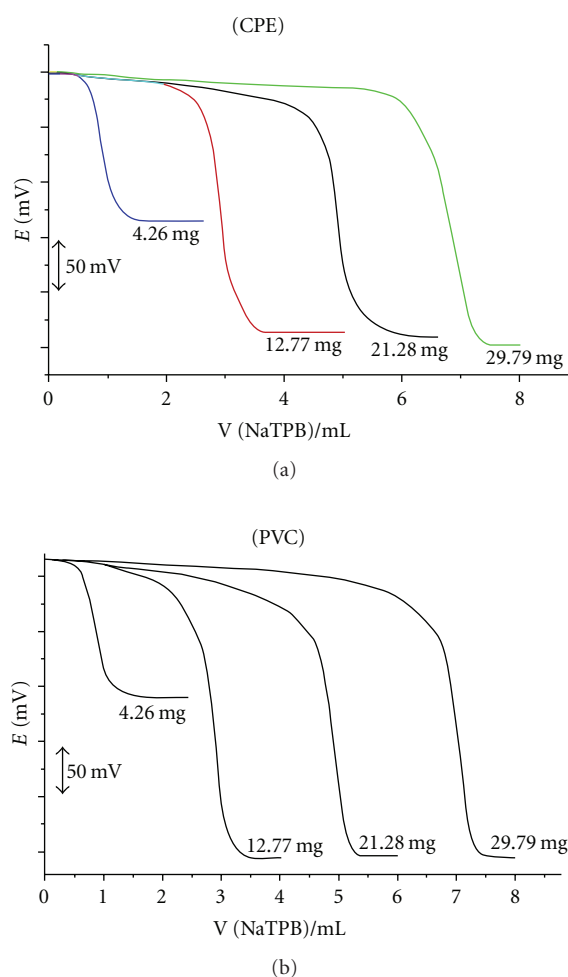 (CPE)
E (mV)
50 mV
4.26 mg
12.77 mg
21.28 mg
29.79 mg
0 2 4 6 8
V (NaTPB)/mL
(a)
(PVC)
E (mV)
50 mV
4.26 mg
12.77 mg
21.28 mg
29.79 mg
0 1 2 3 4 5 6 7 8
V (NaTPB)/mL
(b)